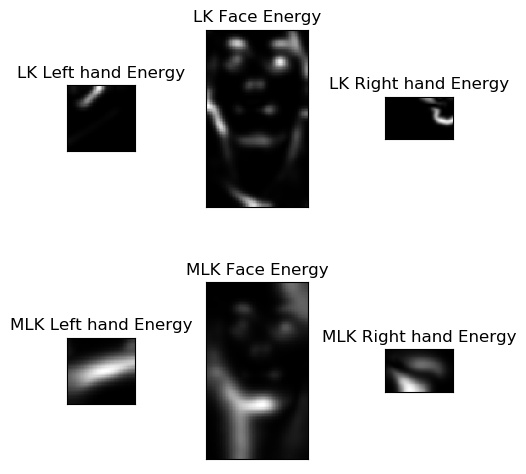 LK Face Energy
LK Left hand Energy
LK Right hand Energy
MLK Face Energy
MLK Left hand Energy
MLK Right hand Energy